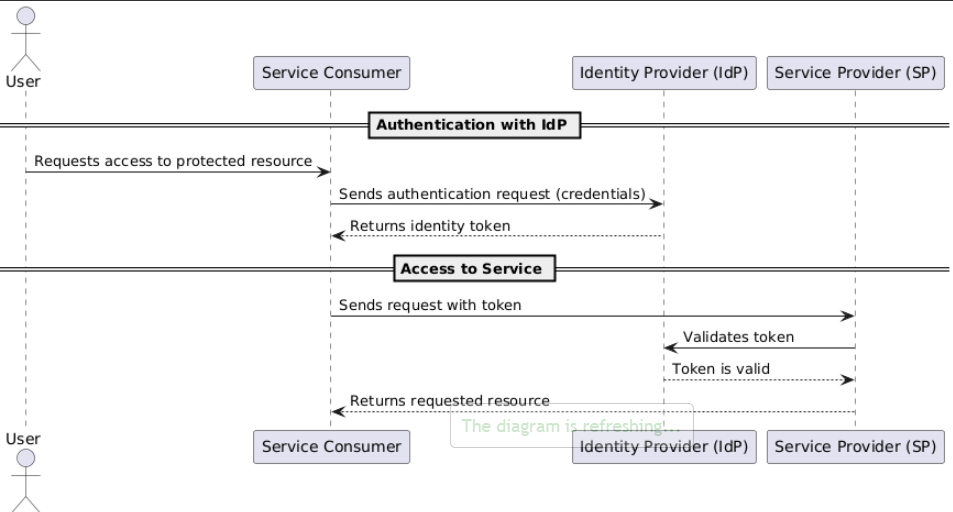 User
Service Consumer
Identity Provider (IdP)
Service Provider (SP)
Authentication with IdP
Requests access to protected resource
Sends authentication request (credentials)
Returns identity token
Access to Service
Sends request with token
Validates token
Token is valid
Returns requested resource
The diagram is refreshing...
User
Service Consumer
Identity Provider (IdP)
Service Provider (SP)